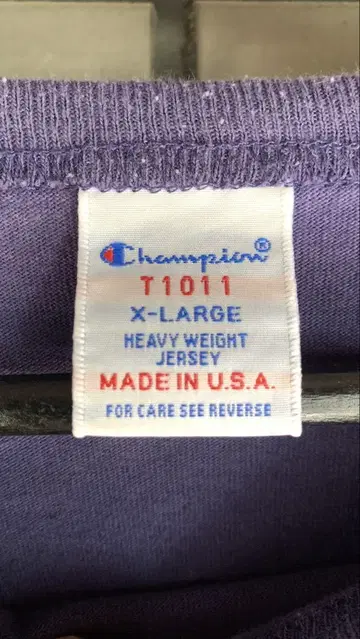 Champion®
T1011
X-LARGE
HEAVY WEIGHT
JERSEY
MADE IN U.S.A.
FOR CARE SEE REVERSE